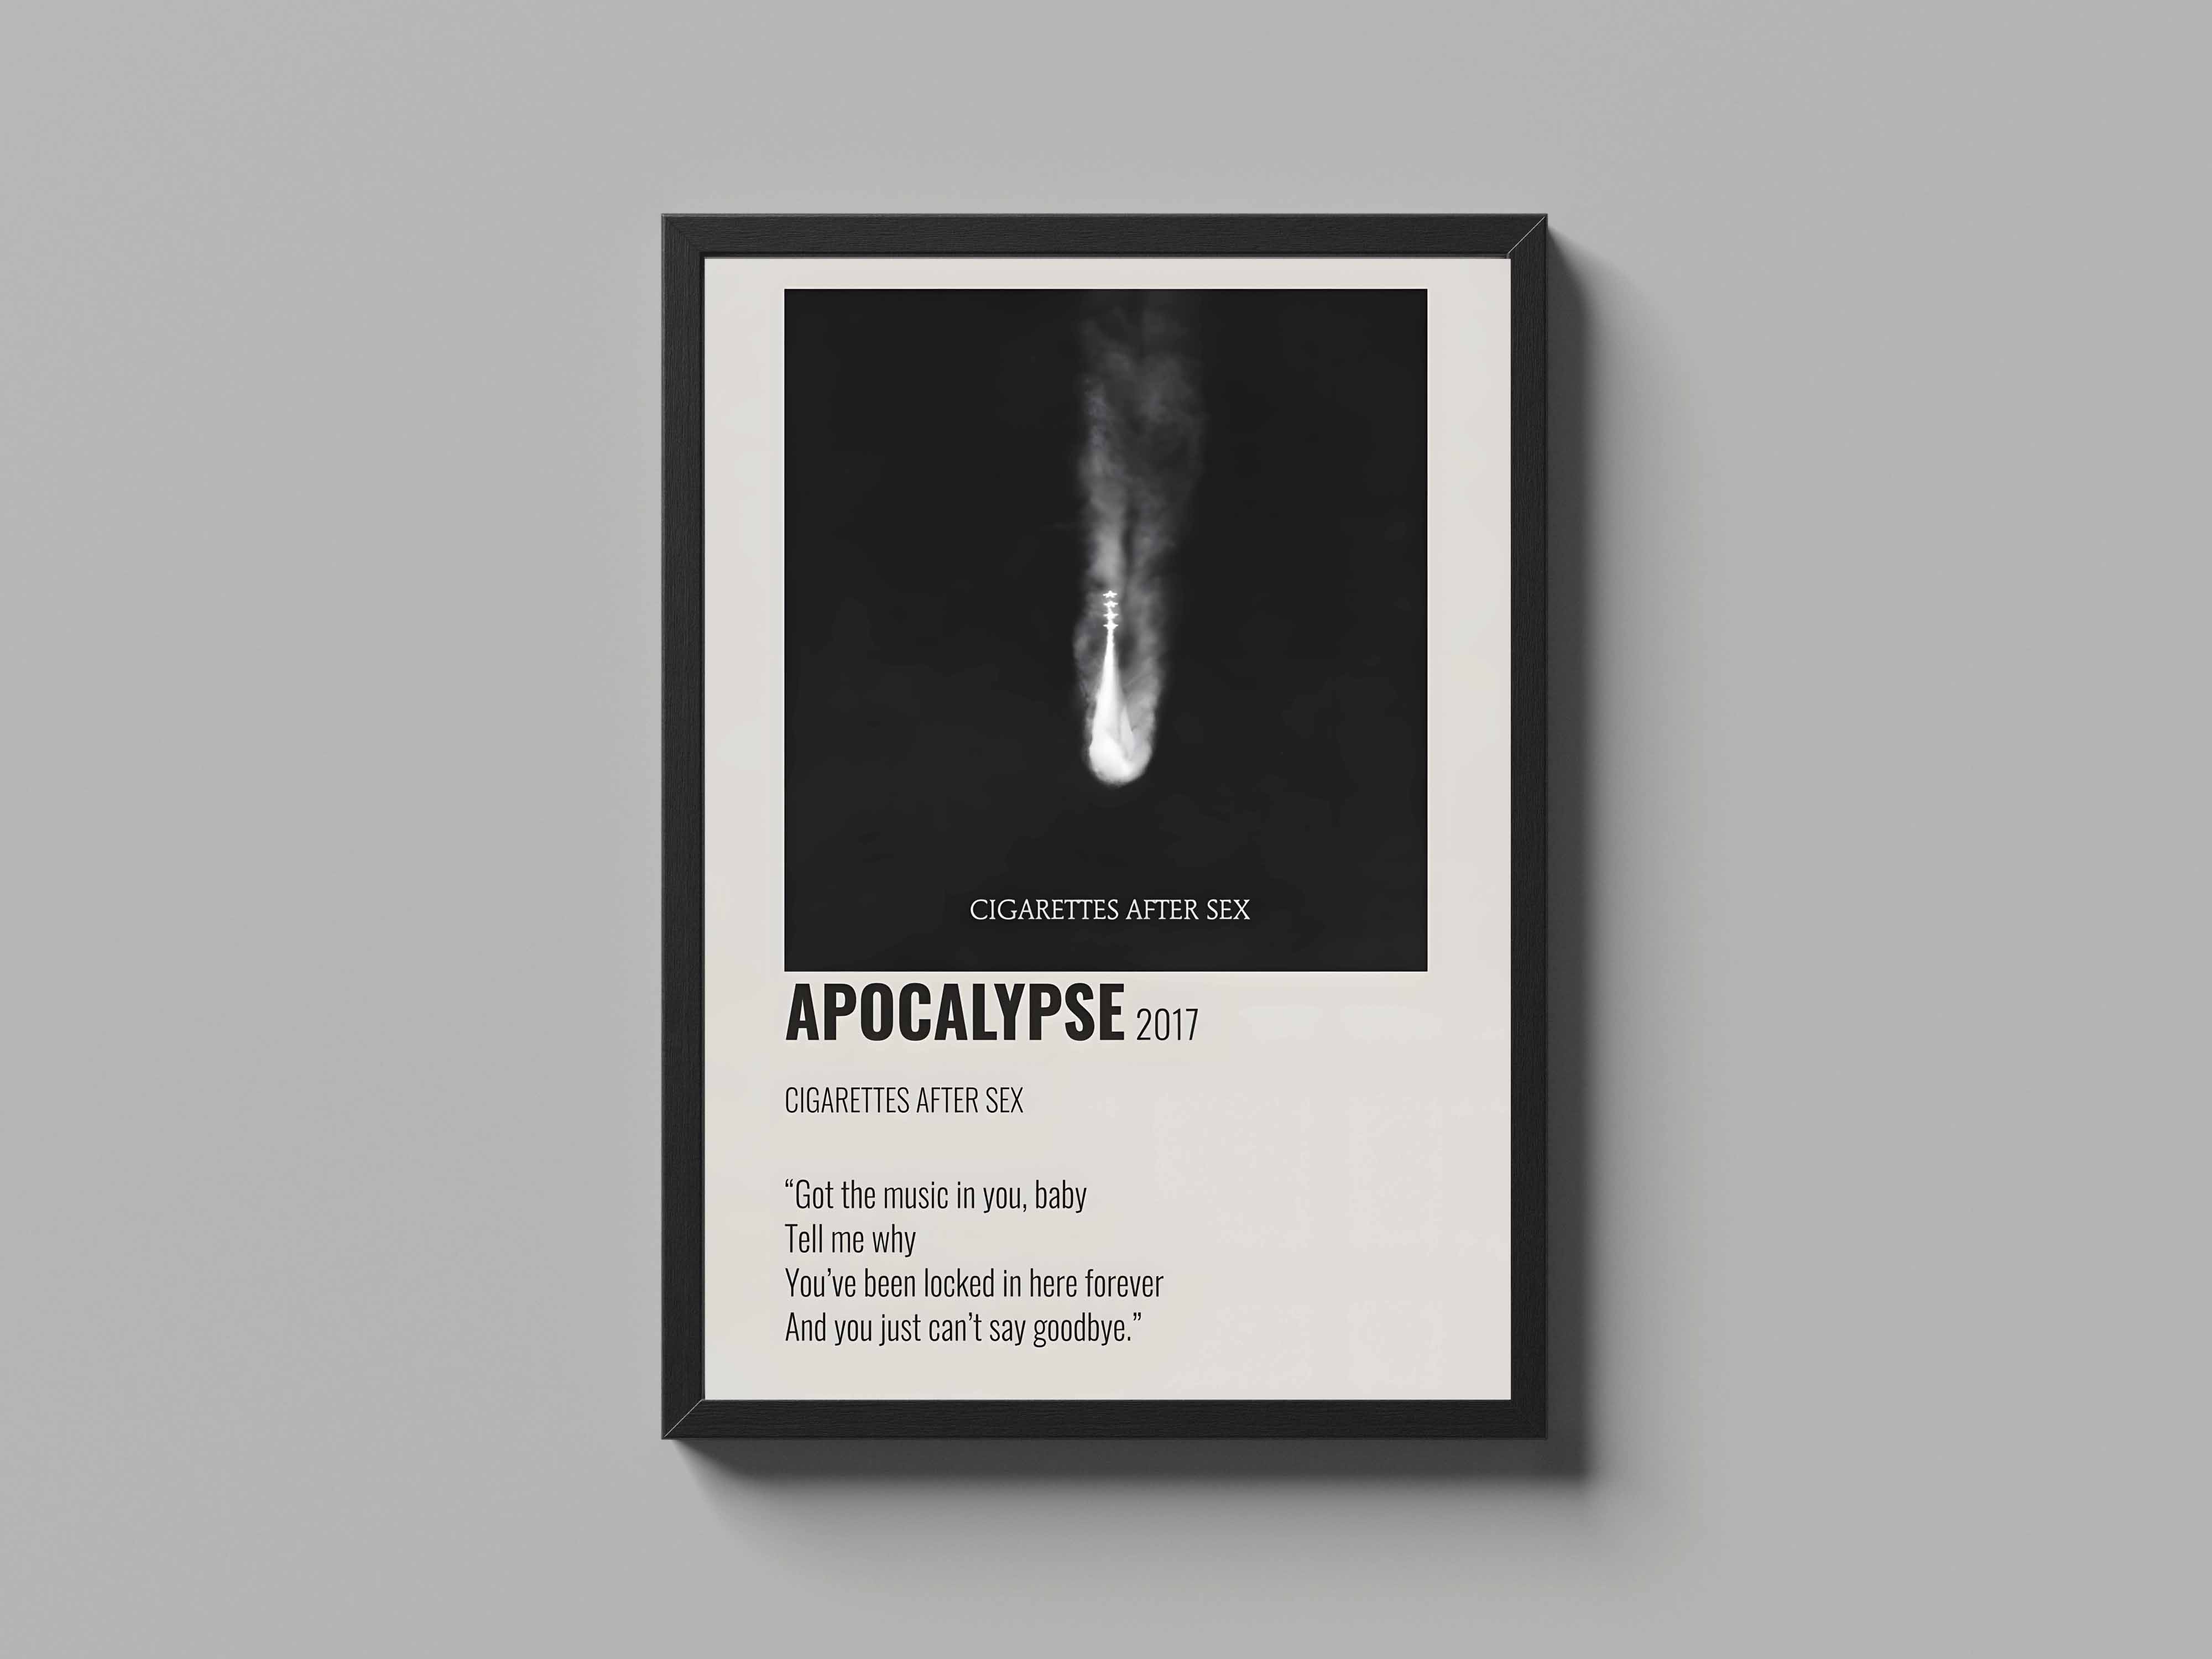 CIGARETTES AFTER SEX
APOCALYPSE 2017
CIGARETTES AFTER SEX
“Got the music in you, baby
Tell me why
You’ve been locked in here forever
And you just can’t say goodbye.”